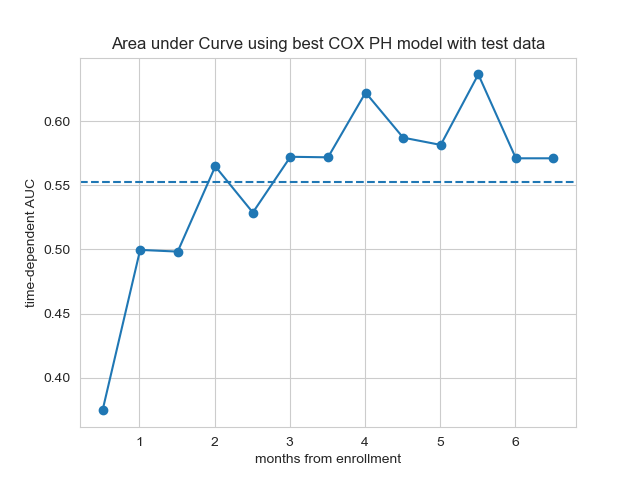 Area under Curve using best COX PH model with test data
time-dependent AUC
0.60
0.55
0.50
0.45
0.40
1 2 3 4 5 6
months from enrollment